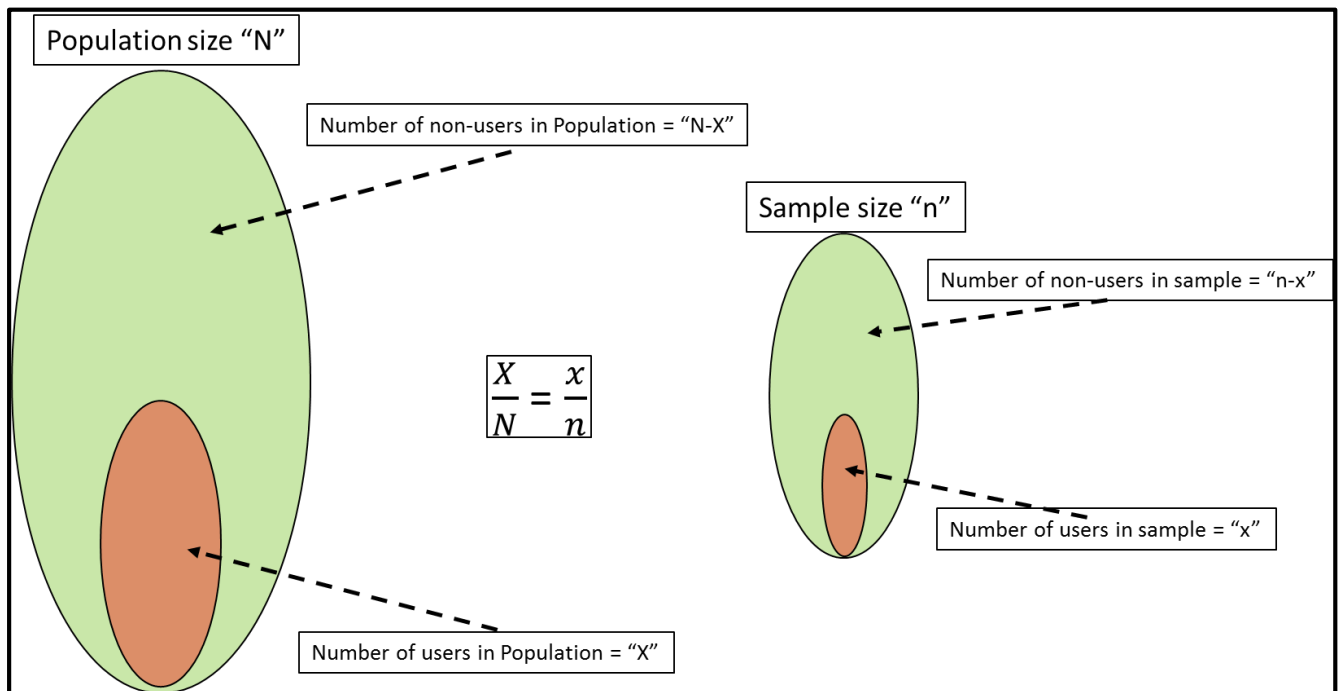 Population size “N”
Number of non-users in Population = “N-X”
Sample size “n”
Number of non-users in sample = “n-x”
X/N = x/n
Number of users in sample = “x”
Number of users in Population = “X”